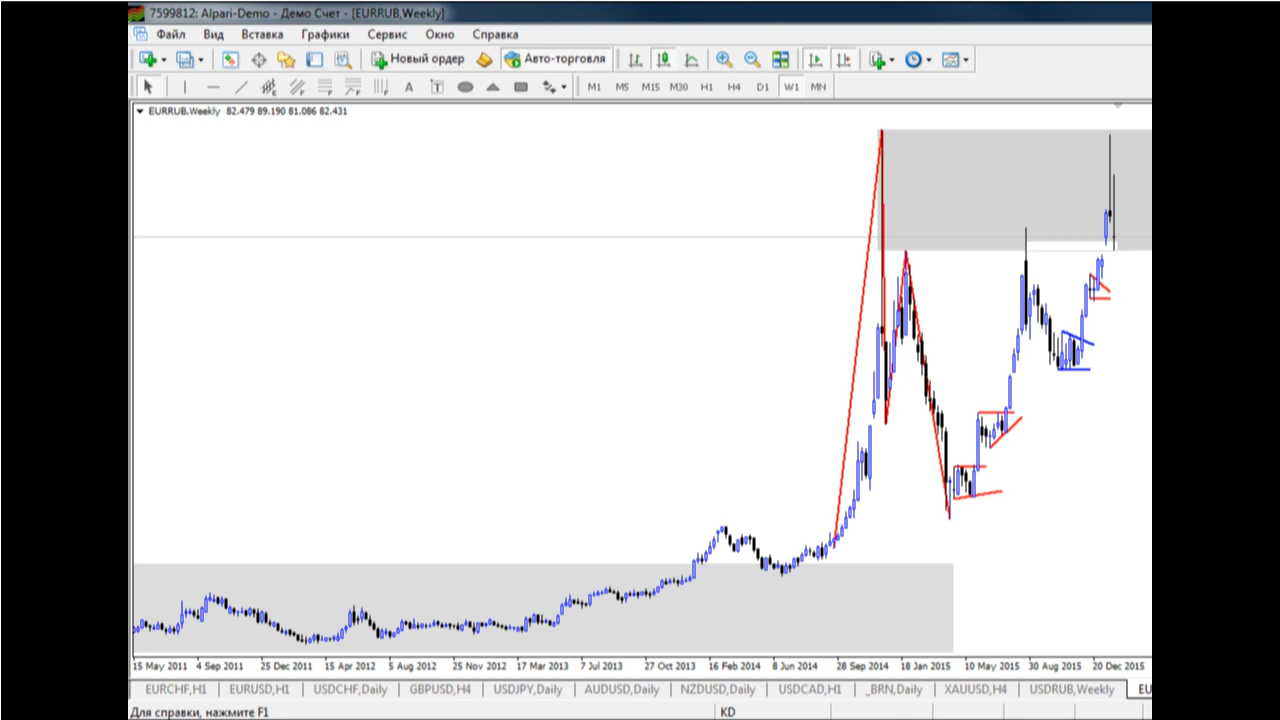 7599812: Alpari-Demo - Демо Счет - [EURRUB,Weekly]
Файл Вид Вставка Графики Сервис Окно Справка
Новый ордер Авто-торговля
A T M1 M5 M15 M30 H1 H4 D1 W1 MN
EURRUB,Weekly 82.479 89.190 81.086 82.431
15 May 2011 4 Sep 2011 25 Dec 2011 15 Apr 2012 5 Aug 2012 25 Nov 2012 17 Mar 2013 7 Jul 2013 27 Oct 2013 16 Feb 2014 8 Jun 2014 28 Sep 2014 18 Jan 2015 10 May 2015 30 Aug 2015 20 Dec 2015
EURCHF,H1 EURUSD,H1 USDCHF,Daily GBPUSD,H4 USDJPY,Daily AUDUSD,Daily NZDUSD,Daily USDCAD,H1 _BRN,Daily XAUUSD,H4 USDRUB,Weekly EU
Для справки, нажмите F1 KD